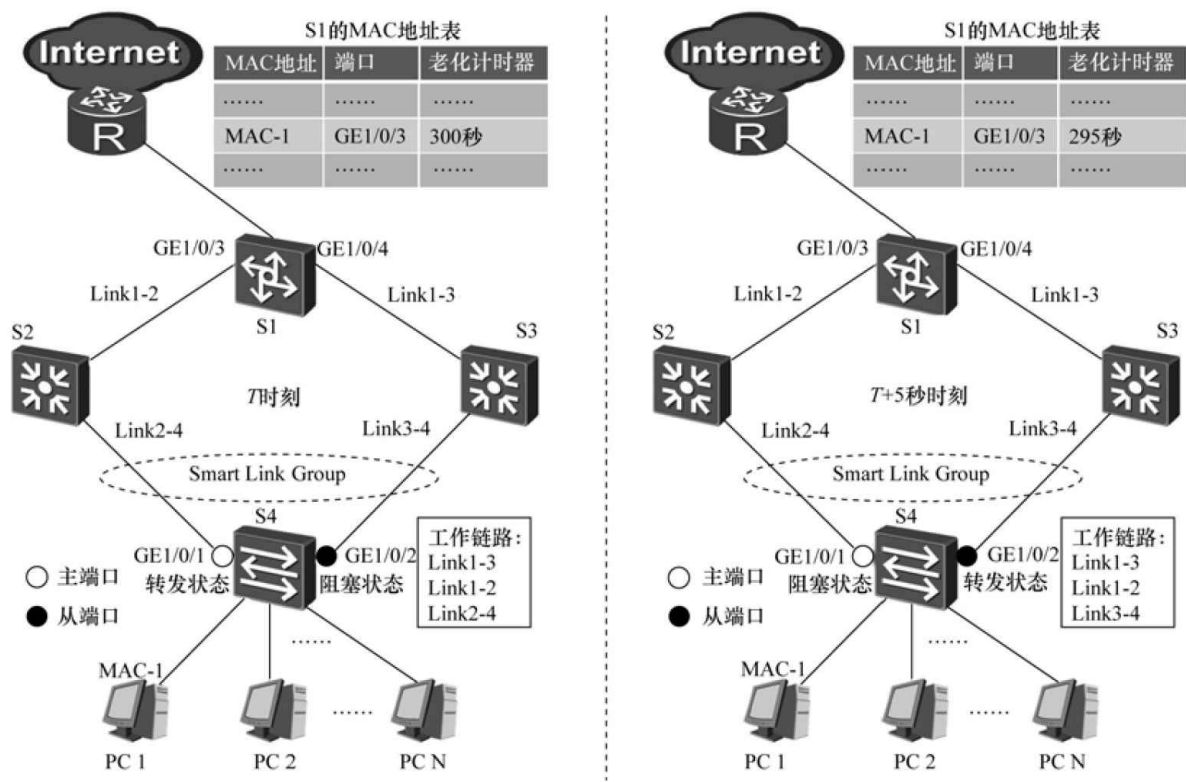 Internet
R
S1的MAC地址表
MAC地址 端口 老化计时器
…… …… ……
MAC-1 GE1/0/3 300秒
…… …… ……
GE1/0/3 GE1/0/4
Link1-2 S1 Link1-3
S2 S3
T时刻
Link2-4 Link3-4
Smart Link Group
S4
GE1/0/1 GE1/0/2
转发状态 阻塞状态
主端口
从端口
工作链路:
Link1-3
Link1-2
Link2-4
……
MAC-1
……
PC 1 PC 2 PC N
Internet
R
S1的MAC地址表
MAC地址 端口 老化计时器
…… …… ……
MAC-1 GE1/0/3 295秒
…… …… ……
GE1/0/3 GE1/0/4
Link1-2 S1 Link1-3
S2 S3
T+5秒时刻
Link2-4 Link3-4
Smart Link Group
S4
GE1/0/1 GE1/0/2
阻塞状态 转发状态
主端口
从端口
工作链路:
Link1-3
Link1-2
Link3-4
……
MAC-1
……
PC 1 PC 2 PC N